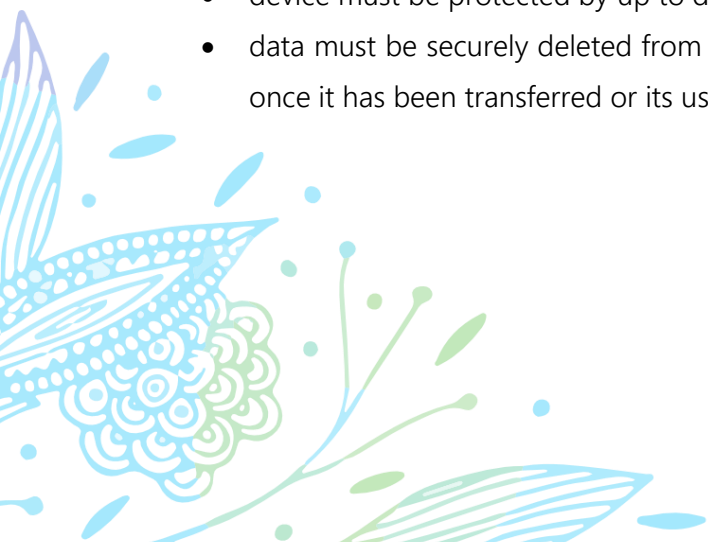 device must be protected by up to d
• data must be securely deleted from
once it has been transferred or its us